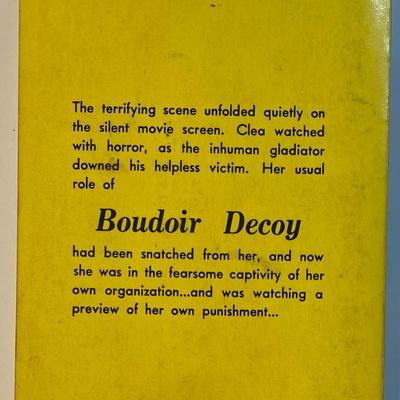 The terrifying scene unfolded quietly on
the silent movie screen. Clea watched
with horror, as the inhuman gladiator
downed his helpless victim. Her usual
role of
Boudoir Decoy
had been snatched from her, and now
she was in the fearsome captivity of her
own organization...and was watching a
preview of her own punishment...